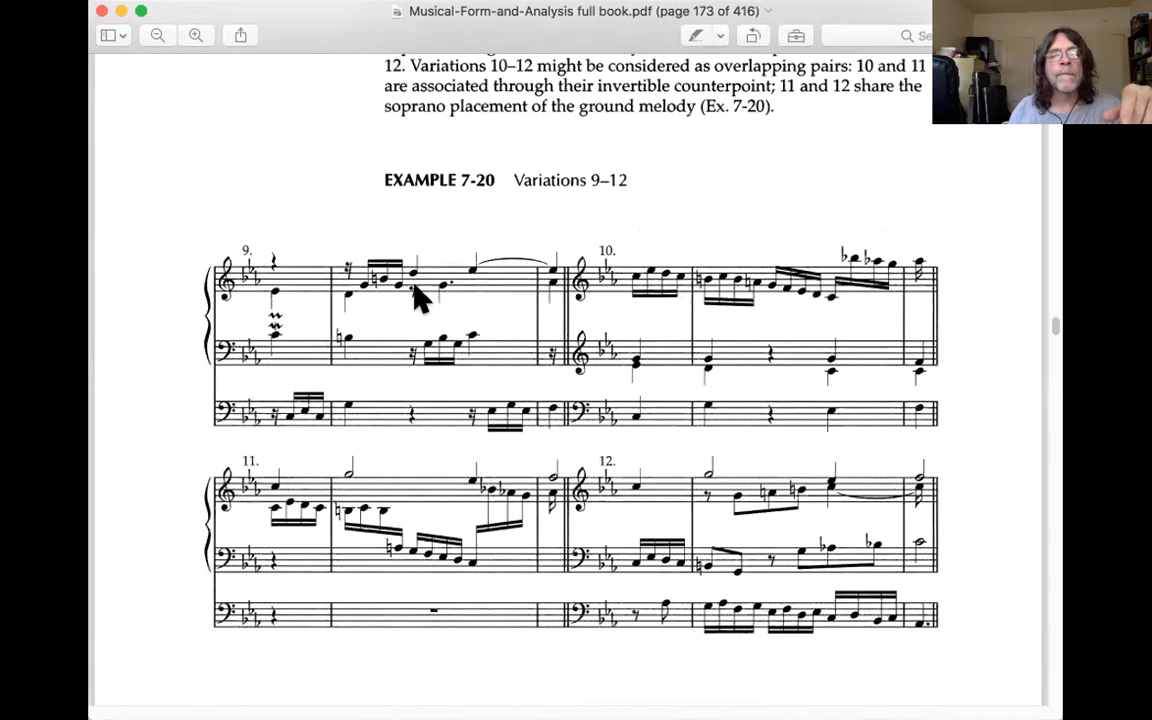 Musical-Form-and-Analysis full book.pdf (page 173 of 416)
Se
12. Variations 10–12 might be considered as overlapping pairs: 10 and 11
are associated through their invertible counterpoint; 11 and 12 share the
soprano placement of the ground melody (Ex. 7-20).
EXAMPLE 7-20 Variations 9–12
9.
10.
11.
12.